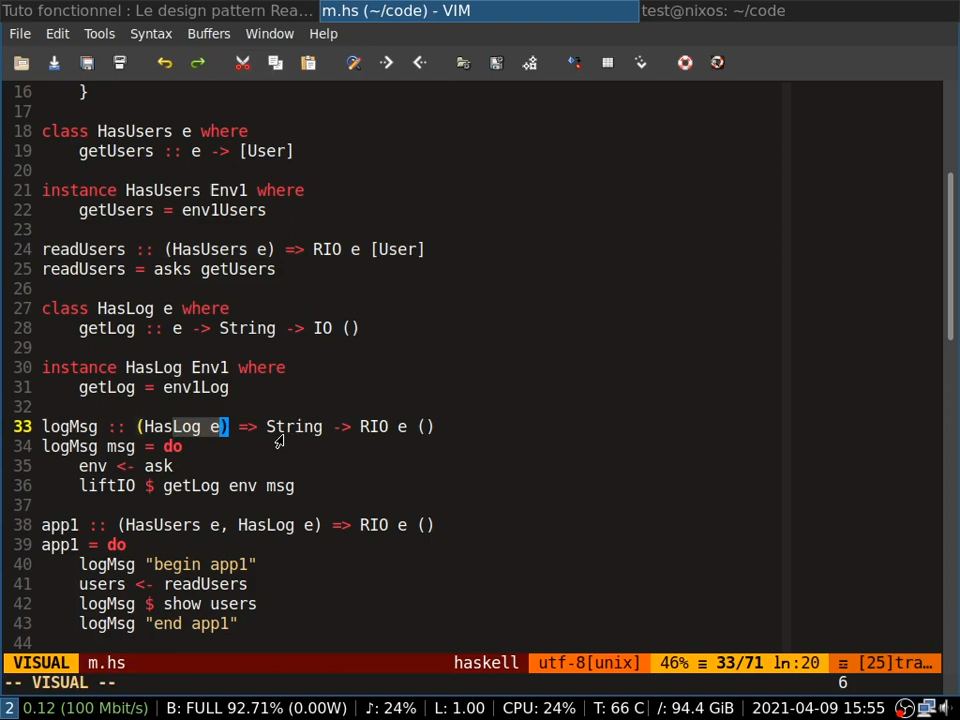 Tuto fonctionnel : Le design pattern Rea... m.hs (~/code) - VIM test@nixos: ~/code
File Edit Tools Syntax Buffers Window Help
16     }
17
18 class HasUsers e where
19     getUsers :: e -> [User]
20
21 instance HasUsers Env1 where
22     getUsers = env1Users
23
24 readUsers :: (HasUsers e) => RIO e [User]
25 readUsers = asks getUsers
26
27 class HasLog e where
28     getLog :: e -> String -> IO ()
29
30 instance HasLog Env1 where
31     getLog = env1Log
32
33 logMsg :: (HasLog e) => String -> RIO e ()
34 logMsg msg = do
35     env <- ask
36     liftIO $ getLog env msg
37
38 app1 :: (HasUsers e, HasLog e) => RIO e ()
39 app1 = do
40     logMsg "begin app1"
41     users <- readUsers
42     logMsg $ show users
43     logMsg "end app1"
44
VISUAL m.hs haskell utf-8[unix] 46% ≡ 33/71 ln:20 ≡ [25]tra…
-- VISUAL -- 6
2 0.12 (100 Mbit/s) B: FULL 92.71% (0.00W) ♪: 24% L: 1.00 CPU: 24% T: 66 C /: 94.4 GiB 2021-04-09 15:55